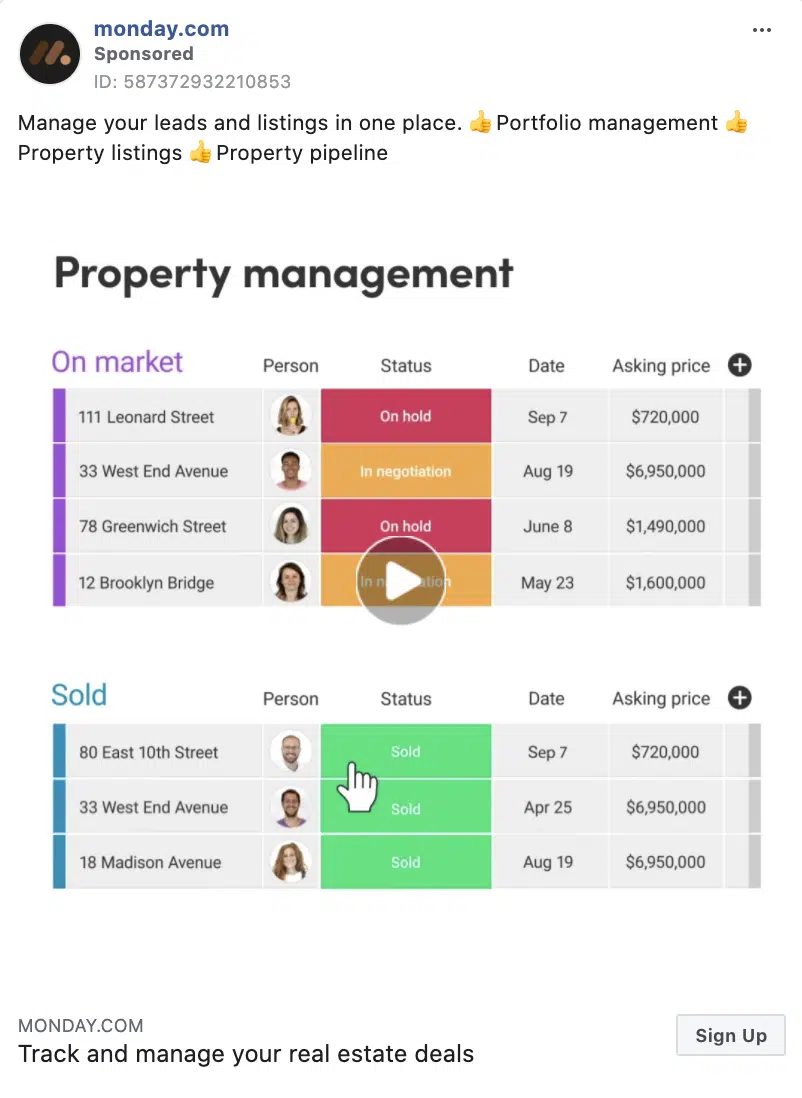 monday.com
Sponsored
ID: 587372932210853
Manage your leads and listings in one place. 👍Portfolio management 👍
Property listings 👍Property pipeline
Property management
On market Person Status Date Asking price
111 Leonard Street On hold Sep 7 $720,000
33 West End Avenue In negotiation Aug 19 $6,950,000
78 Greenwich Street On hold June 8 $1,490,000
12 Brooklyn Bridge In negotiation May 23 $1,600,000
Sold Person Status Date Asking price
80 East 10th Street Sold Sep 7 $720,000
33 West End Avenue Sold Apr 25 $6,950,000
18 Madison Avenue Sold Aug 19 $6,950,000
MONDAY.COM
Track and manage your real estate deals
Sign Up